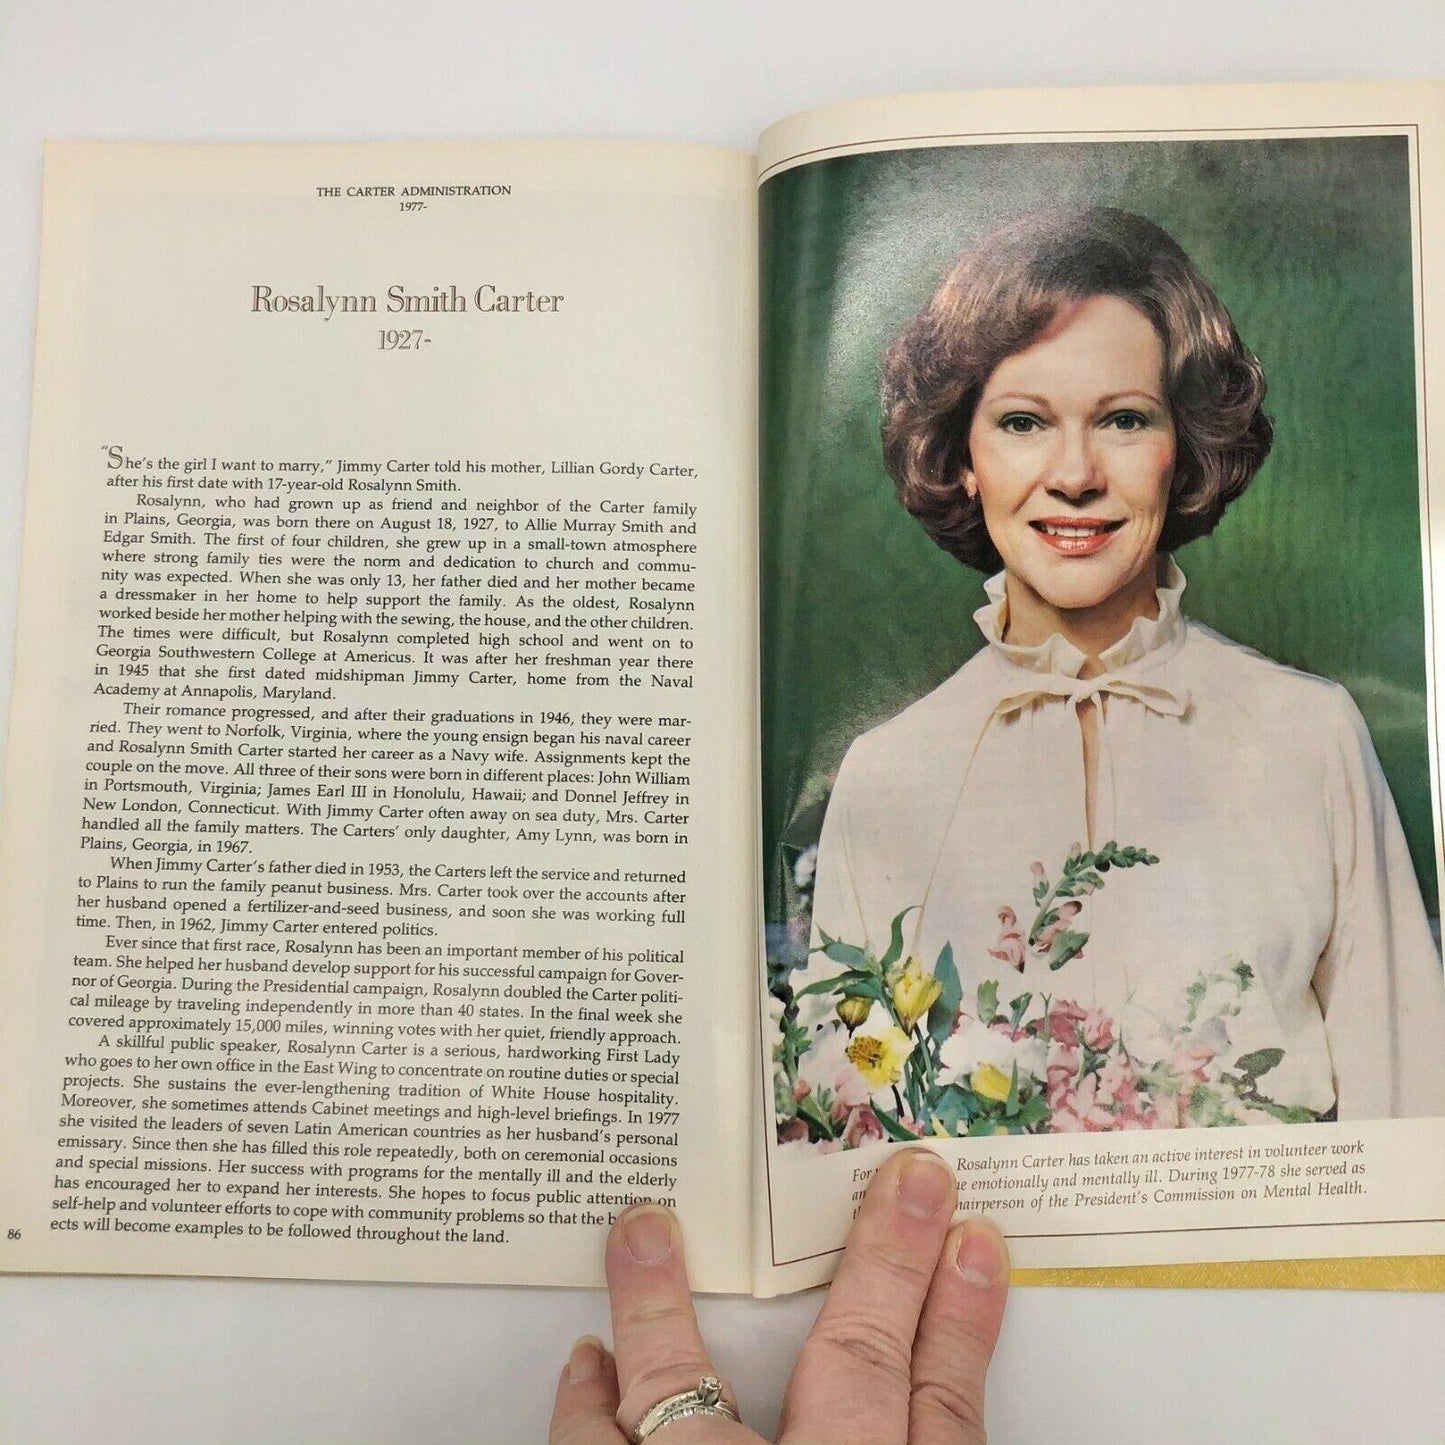 THE CARTER ADMINISTRATION
1977-
Rosalynn Smith Carter
1927-
“She’s the girl I want to marry,” Jimmy Carter told his mother, Lillian Gordy Carter,
after his first date with 17-year-old Rosalynn Smith.
Rosalynn, who had grown up as friend and neighbor of the Carter family
in Plains, Georgia, was born there on August 18, 1927, to Allie Murray Smith and
Edgar Smith. The first of four children, she grew up in a small-town atmosphere
where strong family ties were the norm and dedication to church and commu-
nity was expected. When she was only 13, her father died and her mother became
a dressmaker in her home to help support the family. As the oldest, Rosalynn
worked beside her mother helping with the sewing, the house, and the other children.
The times were difficult, but Rosalynn completed high school and went on to
Georgia Southwestern College at Americus. It was after her freshman year there
in 1945 that she first dated midshipman Jimmy Carter, home from the Naval
Academy at Annapolis, Maryland.
Their romance progressed, and after their graduations in 1946, they were mar-
ried. They went to Norfolk, Virginia, where the young ensign began his naval career
and Rosalynn Smith Carter started her career as a Navy wife. Assignments kept the
couple on the move. All three of their sons were born in different places: John William
in Portsmouth, Virginia; James Earl III in Honolulu, Hawaii; and Donnel Jeffrey in
New London, Connecticut. With Jimmy Carter often away on sea duty, Mrs. Carter
handled all the family matters. The Carters’ only daughter, Amy Lynn, was born in
Plains, Georgia, in 1967.
When Jimmy Carter’s father died in 1953, the Carters left the service and returned
to Plains to run the family peanut business. Mrs. Carter took over the accounts after
her husband opened a fertilizer-and-seed business, and soon she was working full
time. Then, in 1962, Jimmy Carter entered politics.
Ever since that first race, Rosalynn has been an important member of his political
team. She helped her husband develop support for his successful campaign for Gover-
nor of Georgia. During the Presidential campaign, Rosalynn doubled the Carter politi-
cal mileage by traveling independently in more than 40 states. In the final week she
covered approximately 15,000 miles, winning votes with her quiet, friendly approach.
A skillful public speaker, Rosalynn Carter is a serious, hardworking First Lady
who goes to her own office in the East Wing to concentrate on routine duties or special
projects. She sustains the ever-lengthening tradition of White House hospitality.
Moreover, she sometimes attends Cabinet meetings and high-level briefings. In 1977
she visited the leaders of seven Latin American countries as her husband’s personal
emissary. Since then she has filled this role repeatedly, both on ceremonial occasions
and special missions. Her success with programs for the mentally ill and the elderly
has encouraged her to expand her interests. She hopes to focus public attention on
self-help and volunteer efforts to cope with community problems so that the
ects will become examples to be followed throughout the land.
86
For Rosalynn Carter has taken an active interest in volunteer work
emotionally and mentally ill. During 1977-78 she served as
hairperson of the President’s Commission on Mental Health.